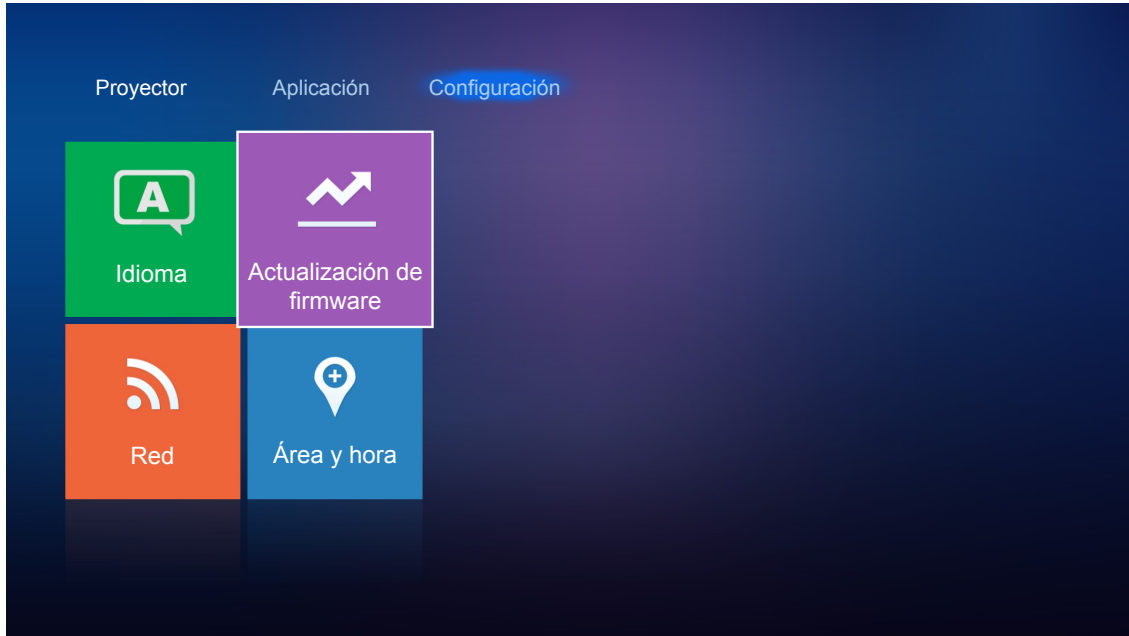 Proyector Aplicación Configuración
A
Idioma
Actualización de
firmware
Red
Área y hora